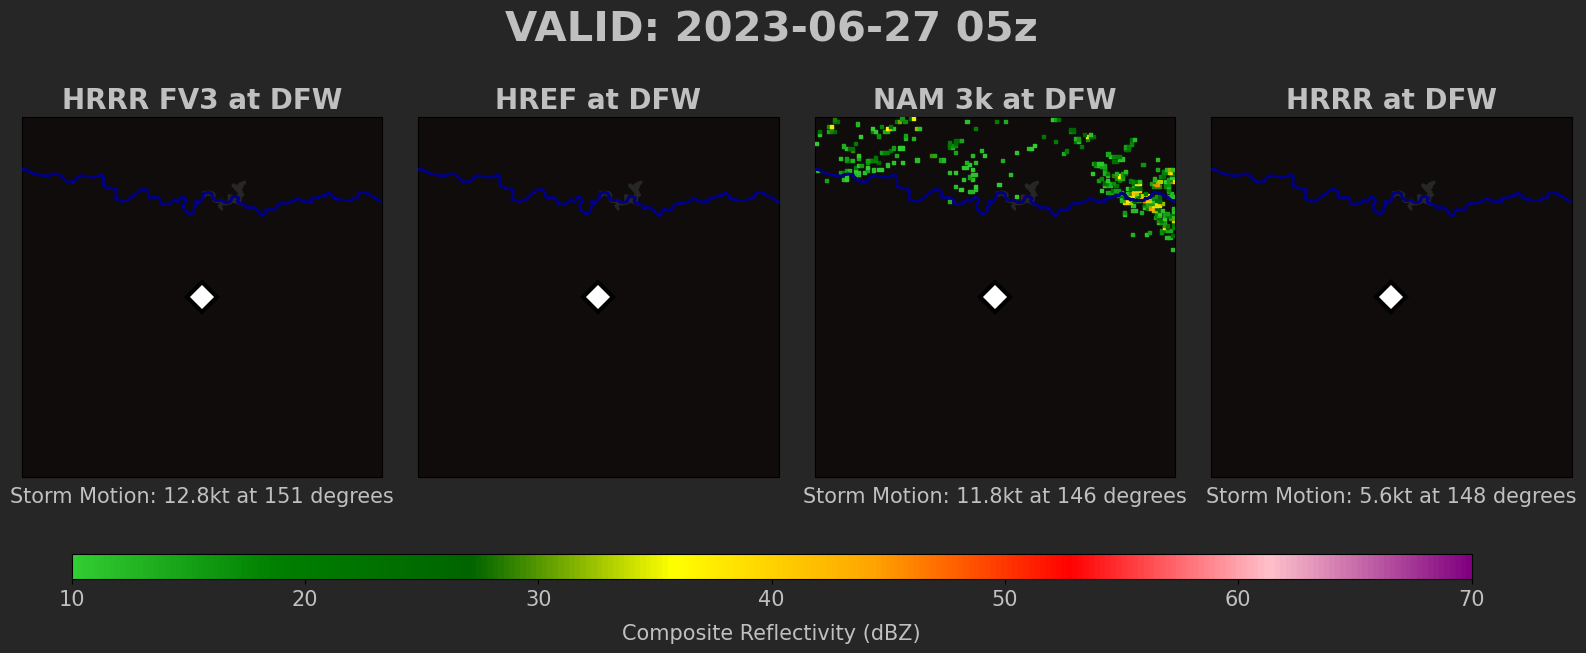 VALID: 2023-06-27 05z
HRRR FV3 at DFW
HREF at DFW
NAM 3k at DFW
HRRR at DFW
Storm Motion: 12.8kt at 151 degrees
Storm Motion: 11.8kt at 146 degrees
Storm Motion: 5.6kt at 148 degrees
10 20 30 40 50 60 70
Composite Reflectivity (dBZ)